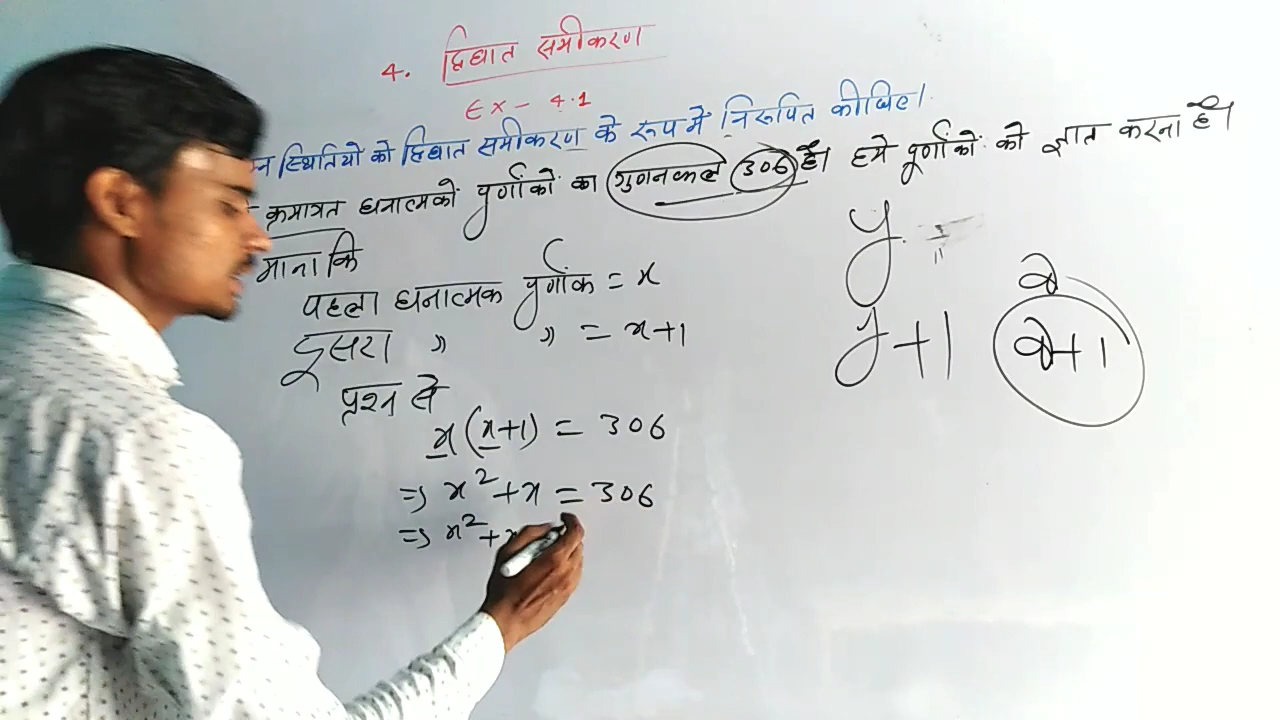 4. द्विघात समीकरण
Ex - 4.1
न स्थितियो को द्विघात समीकरण के रूप मे निरूपित कीजिए।
क्रमागत धनात्मको पूर्णांकों का गुणनफल 306 है। हमे पूर्णांकों को ज्ञात करना है।
माना कि
पहला धनात्मक पूर्णांक = x
दूसरा " " = x+1
प्रश्न से
x(x+1) = 306
=> x²+x = 306
=> x²+x
y
y+1
a
a+1